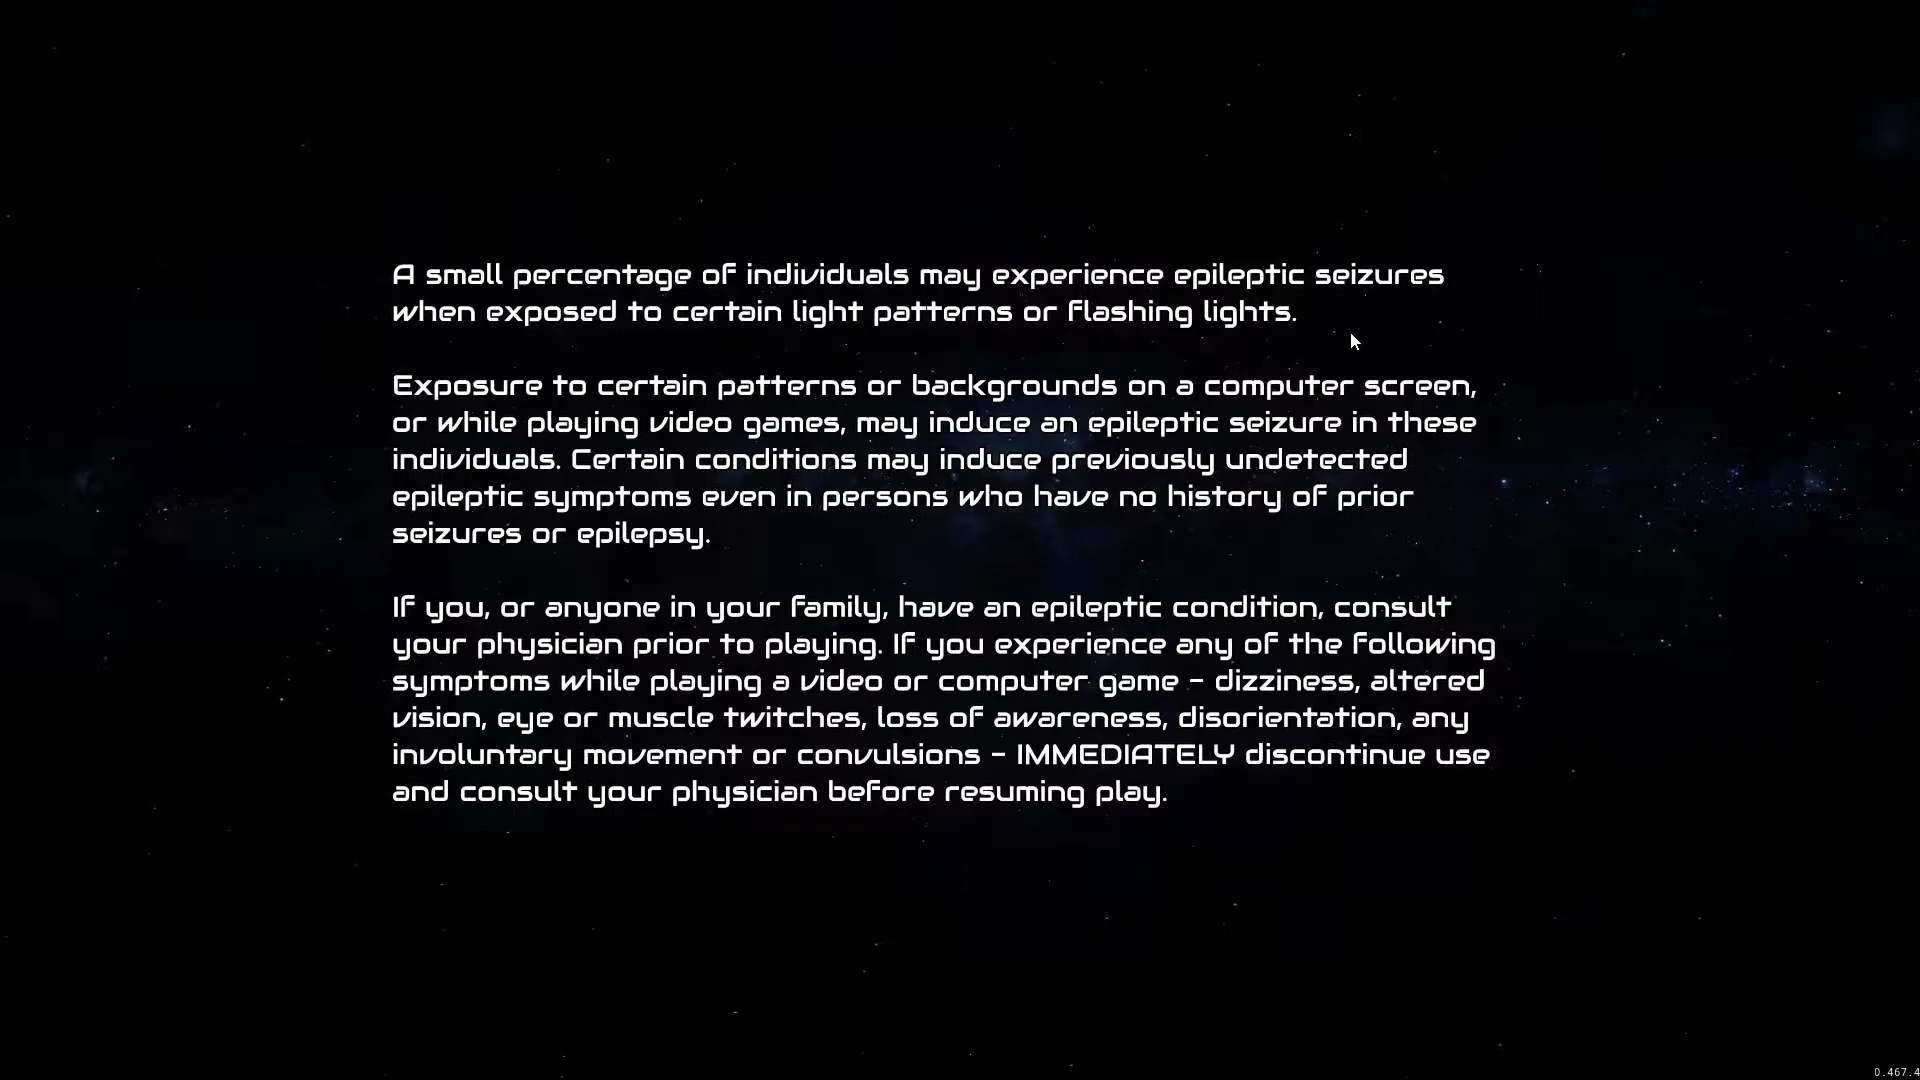 A small percentage of individuals may experience epileptic seizures
when exposed to certain light patterns or flashing lights.
Exposure to certain patterns or backgrounds on a computer screen,
or while playing video games, may induce an epileptic seizure in these
individuals. Certain conditions may induce previously undetected
epileptic symptoms even in persons who have no history of prior
seizures or epilepsy.
If you, or anyone in your family, have an epileptic condition, consult
your physician prior to playing. If you experience any of the following
symptoms while playing a video or computer game - dizziness, altered
vision, eye or muscle twitches, loss of awareness, disorientation, any
involuntary movement or convulsions - IMMEDIATELY discontinue use
and consult your physician before resuming play.
0.467.4